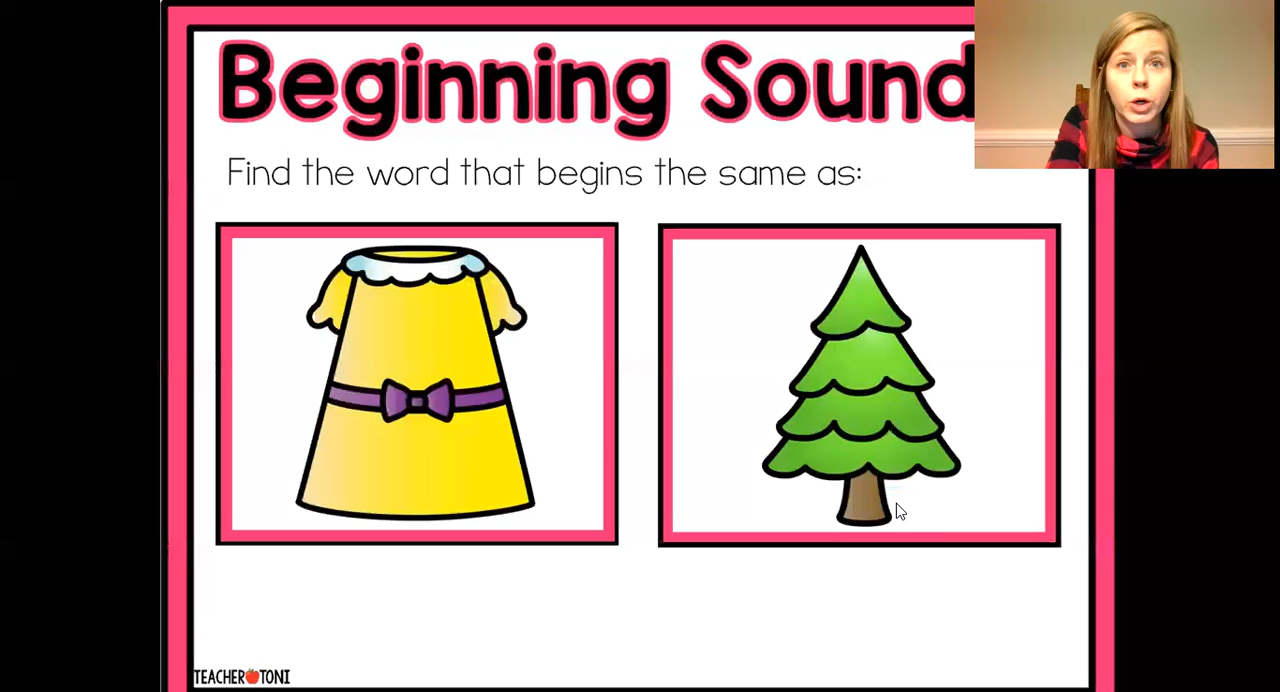 Beginning Sound
Find the word that begins the same as:
TEACHER TONI